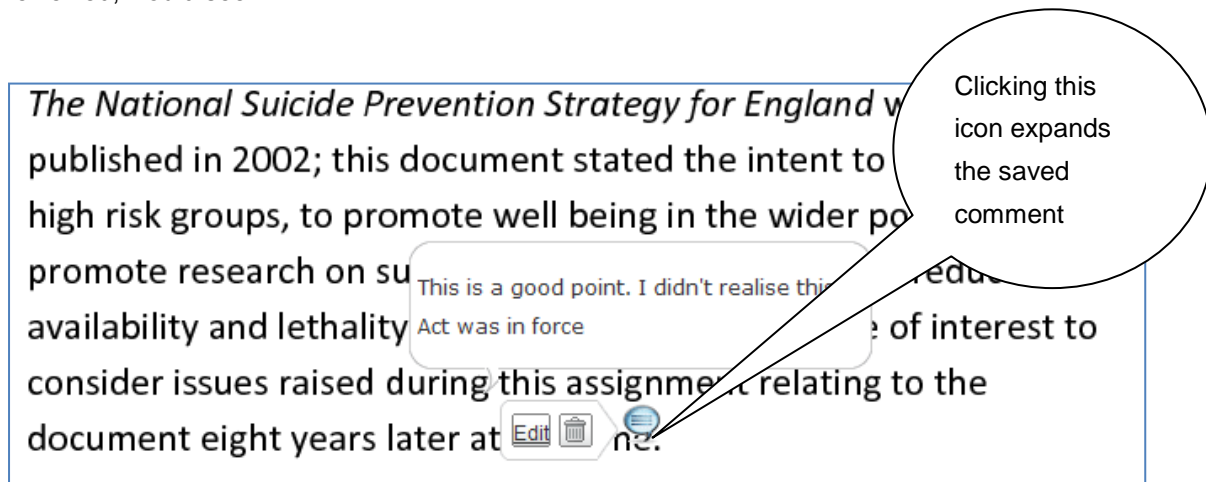 The National Suicide Prevention Strategy for England
published in 2002; this document stated the intent to
high risk groups, to promote well being in the wider
promote research on
availability and lethality of interest to
consider issues raised during this assignment relating to the
document eight years later at
This is a good point. I didn't realise this
Act was in force
Edit
Clicking this
icon expands
the saved
comment